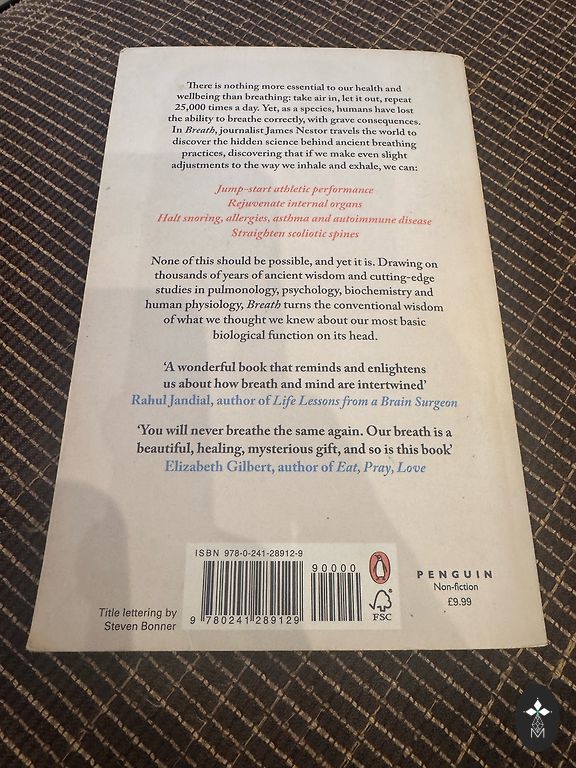 There is nothing more essential to our health and
wellbeing than breathing: take air in, let it out, repeat
25,000 times a day. Yet, as a species, humans have lost
the ability to breathe correctly, with grave consequences.
In Breath, journalist James Nestor travels the world to
discover the hidden science behind ancient breathing
practices, discovering that if we make even slight
adjustments to the way we inhale and exhale, we can:
Jump-start athletic performance
Rejuvenate internal organs
Halt snoring, allergies, asthma and autoimmune disease
Straighten scoliotic spines
None of this should be possible, and yet it is. Drawing on
thousands of years of ancient wisdom and cutting-edge
studies in pulmonology, psychology, biochemistry and
human physiology, Breath turns the conventional wisdom
of what we thought we knew about our most basic
biological function on its head.
‘A wonderful book that reminds and enlightens
us about how breath and mind are intertwined’
Rahul Jandial, author of Life Lessons from a Brain Surgeon
‘You will never breathe the same again. Our breath is a
beautiful, healing, mysterious gift, and so is this book’
Elizabeth Gilbert, author of Eat, Pray, Love
ISBN 978-0-241-28912-9
90000
9 780241 289129
FSC
PENGUIN
Non-fiction
£9.99
Title lettering by
Steven Bonner
M